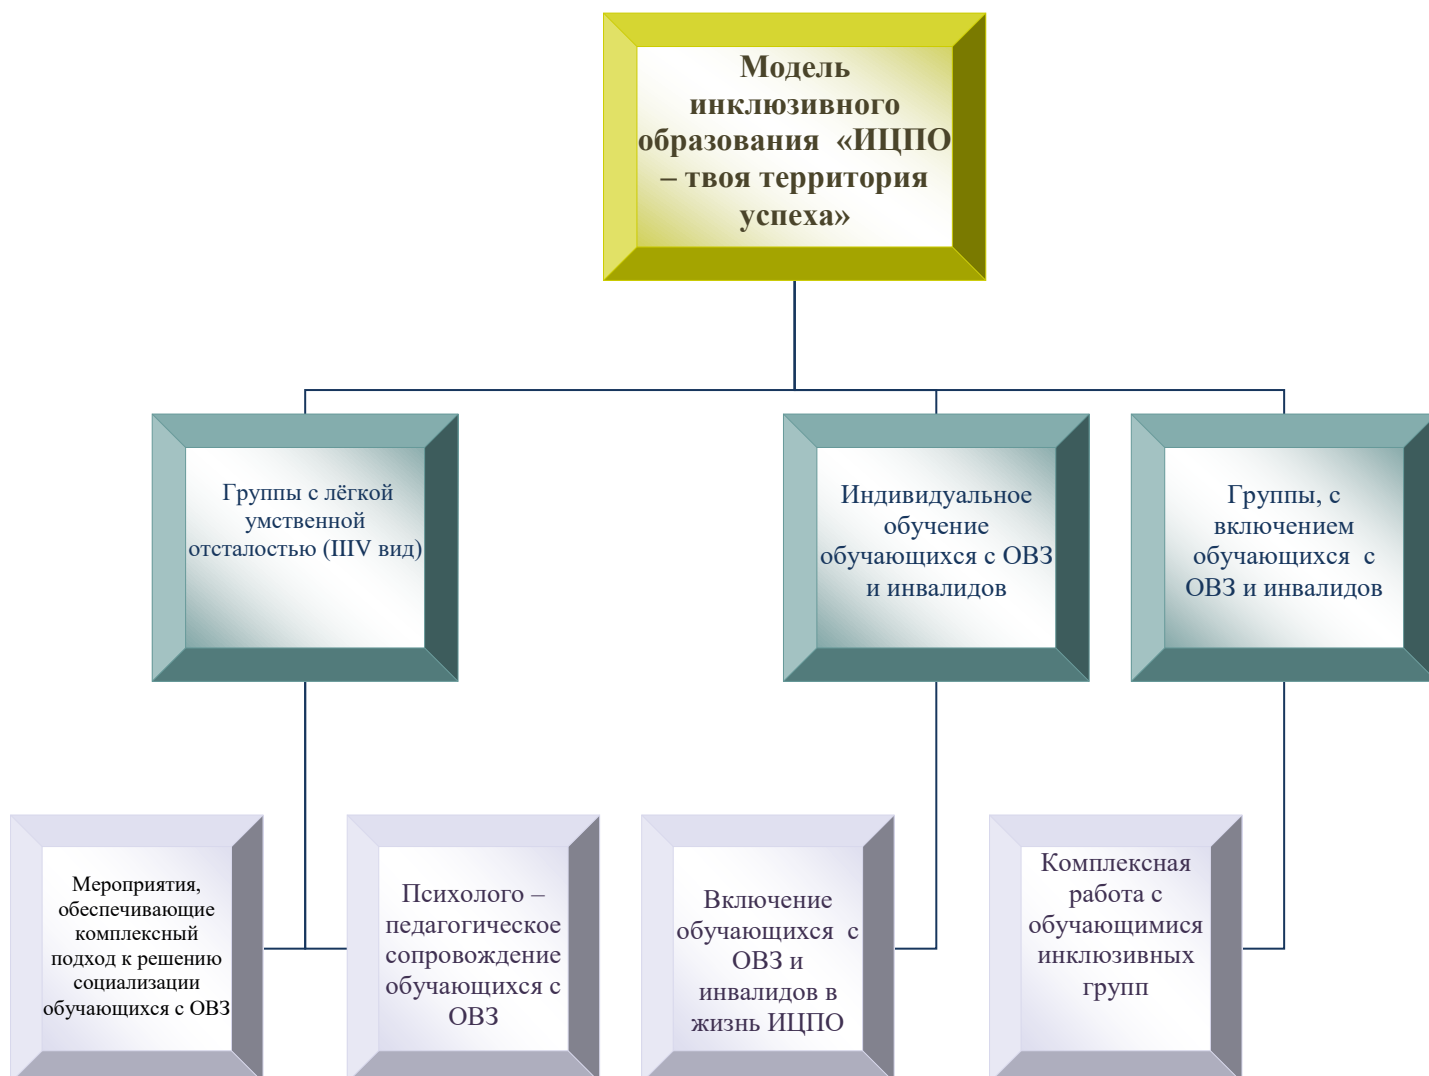 Модель
инклюзивного
образования «ИЦПО
– твоя территория
успеха»
Группы с лёгкой
умственной
отсталостью (IIIV вид)
Индивидуальное
обучение
обучающихся с ОВЗ
и инвалидов
Группы, с
включением
обучающихся с
ОВЗ и инвалидов
Мероприятия,
обеспечивающие
комплексный
подход к решению
социализации
обучающихся с ОВЗ
Психолого –
педагогическое
сопровождение
обучающихся с
ОВЗ
Включение
обучающихся с
ОВЗ и
инвалидов в
жизнь ИЦПО
Комплексная
работа с
обучающимися
инклюзивных
групп